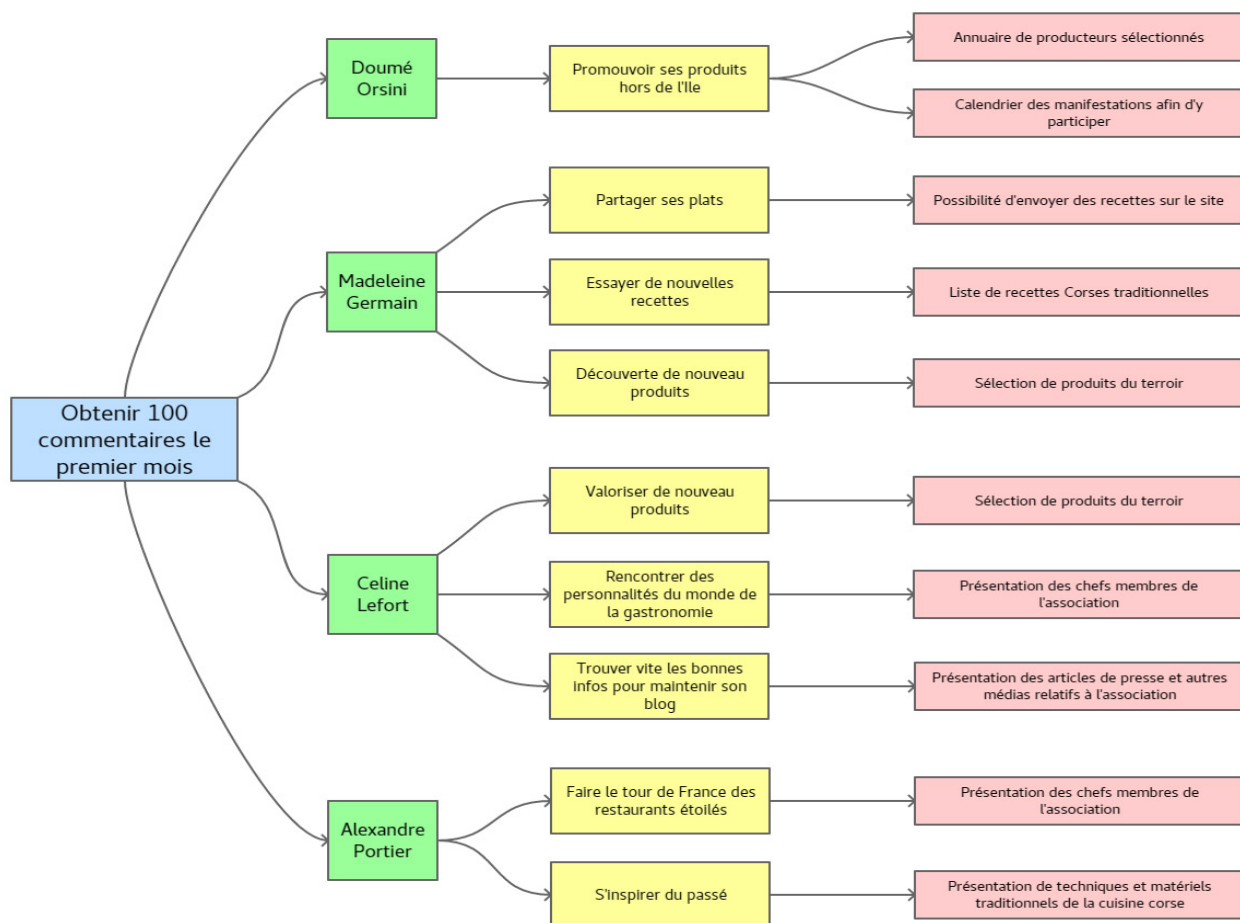 Obtenir 100
commentaires le
premier mois
Doumé
Orsini
Promouvoir ses produits
hors de l'Ile
Annuaire de producteurs sélectionnés
Calendrier des manifestations afin d'y
participer
Madeleine
Germain
Partager ses plats
Possibilité d'envoyer des recettes sur le site
Essayer de nouvelles
recettes
Liste de recettes Corses traditionnelles
Découverte de nouveau
produits
Sélection de produits du terroir
Celine
Lefort
Valoriser de nouveau
produits
Sélection de produits du terroir
Rencontrer des
personnalités du monde de
la gastronomie
Présentation des chefs membres de
l'association
Trouver vite les bonnes
infos pour maintenir son
blog
Présentation des articles de presse et autres
médias relatifs à l'association
Alexandre
Portier
Faire le tour de France des
restaurants étoilés
Présentation des chefs membres de
l'association
S'inspirer du passé
Présentation de techniques et matériels
traditionnels de la cuisine corse